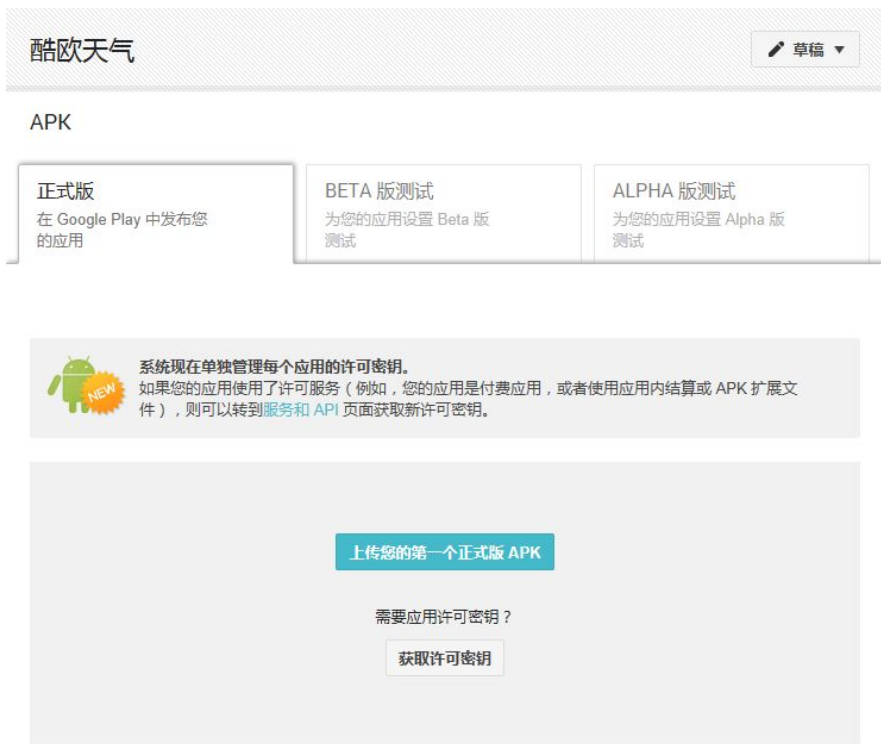 酷欧天气
草稿
APK
正式版
在 Google Play 中发布您
的应用
BETA 版测试
为您的应用设置 Beta 版
测试
ALPHA 版测试
为您的应用设置 Alpha 版
测试
NEW
系统现在单独管理每个应用的许可密钥。
如果您的应用使用了许可服务（例如，您的应用是付费应用，或者使用应用内结算或 APK 扩展文
件），则可以转到服务和 API 页面获取新许可密钥。
上传您的第一个正式版 APK
需要应用许可密钥？
获取许可密钥